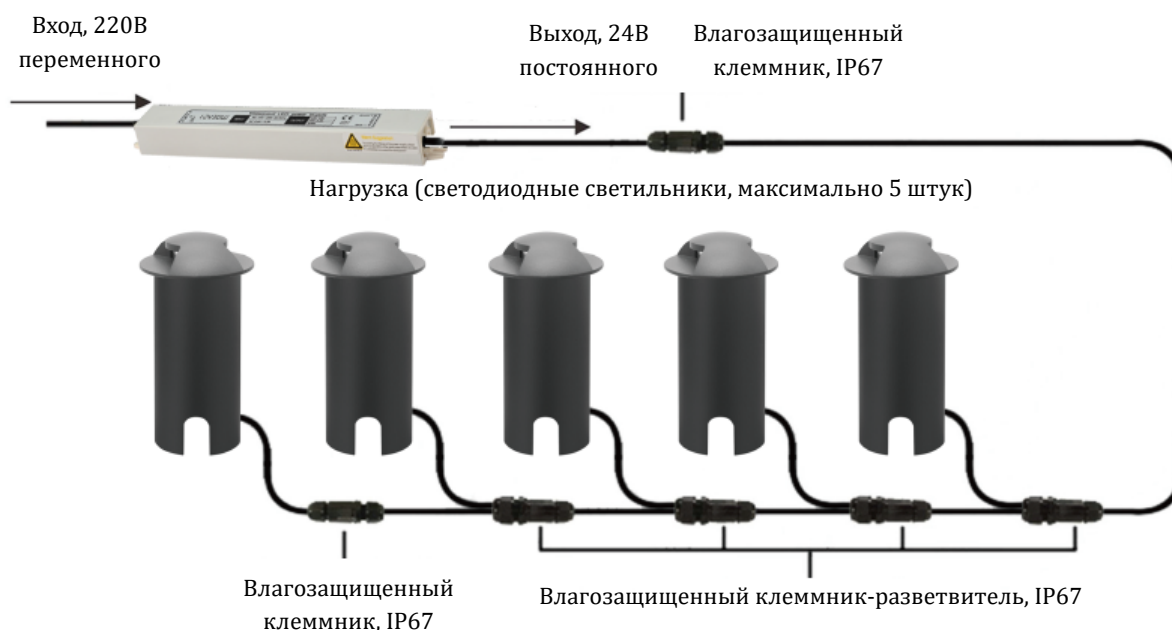 Вход, 220В
переменного
Выход, 24В
постоянного
Влагозащищенный
клеммник, IP67
Нагрузка (светодиодные светильники, максимально 5 штук)
Влагозащищенный
клеммник, IP67
Влагозащищенный клеммник-разветвитель, IP67